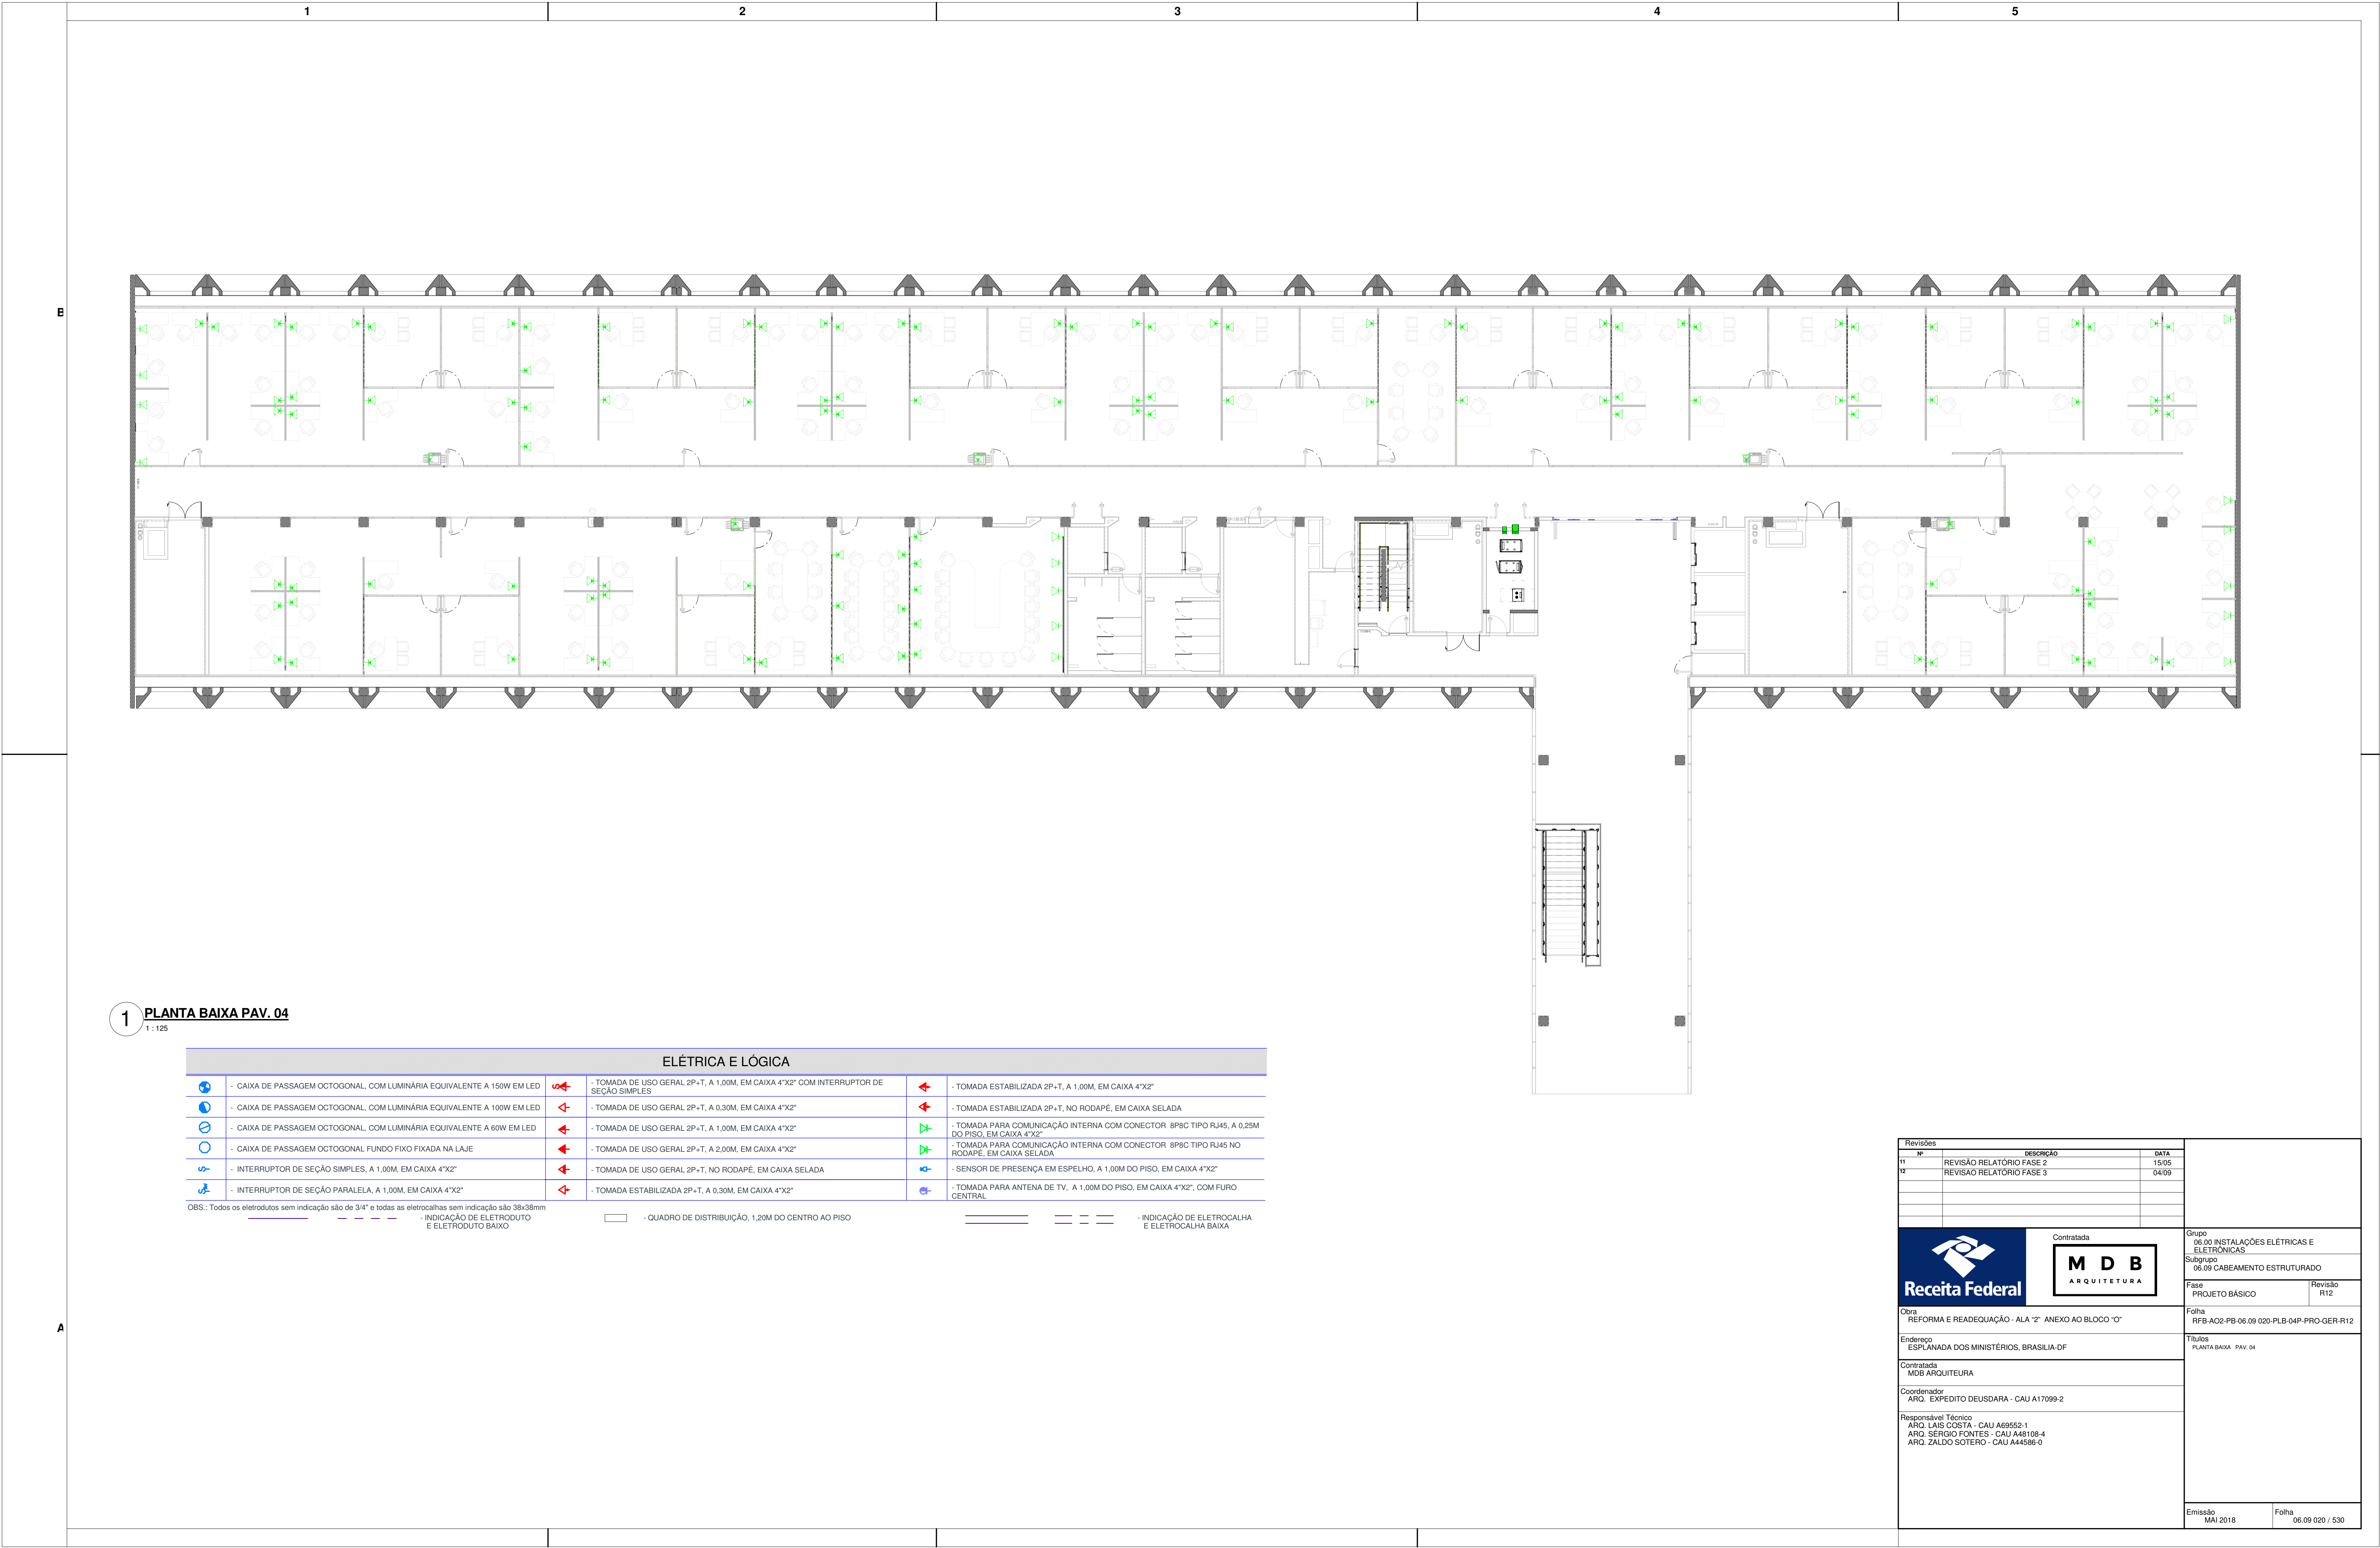 1 2 3 4 5
B
A
1 PLANTA BAIXA PAV. 04
1 : 125
ELÉTRICA E LÓGICA
- CAIXA DE PASSAGEM OCTOGONAL, COM LUMINÁRIA EQUIVALENTE A 150W EM LED
- CAIXA DE PASSAGEM OCTOGONAL, COM LUMINÁRIA EQUIVALENTE A 100W EM LED
- CAIXA DE PASSAGEM OCTOGONAL, COM LUMINÁRIA EQUIVALENTE A 60W EM LED
- CAIXA DE PASSAGEM OCTOGONAL FUNDO FIXO FIXADA NA LAJE
- INTERRUPTOR DE SEÇÃO SIMPLES, A 1,00M, EM CAIXA 4"X2"
- INTERRUPTOR DE SEÇÃO PARALELA, A 1,00M, EM CAIXA 4"X2"
- TOMADA DE USO GERAL 2P+T, A 1,00M, EM CAIXA 4"X2" COM INTERRUPTOR DE
SEÇÃO SIMPLES
- TOMADA DE USO GERAL 2P+T, A 0,30M, EM CAIXA 4"X2"
- TOMADA DE USO GERAL 2P+T, A 1,00M, EM CAIXA 4"X2"
- TOMADA DE USO GERAL 2P+T, A 2,00M, EM CAIXA 4"X2"
- TOMADA DE USO GERAL 2P+T, NO RODAPÉ, EM CAIXA SELADA
- TOMADA ESTABILIZADA 2P+T, A 0,30M, EM CAIXA 4"X2"
- TOMADA ESTABILIZADA 2P+T, A 1,00M, EM CAIXA 4"X2"
- TOMADA ESTABILIZADA 2P+T, NO RODAPÉ, EM CAIXA SELADA
- TOMADA PARA COMUNICAÇÃO INTERNA COM CONECTOR 8P8C TIPO RJ45, A 0,25M
DO PISO, EM CAIXA 4"X2"
- TOMADA PARA COMUNICAÇÃO INTERNA COM CONECTOR 8P8C TIPO RJ45 NO
RODAPÉ, EM CAIXA SELADA
- SENSOR DE PRESENÇA EM ESPELHO, A 1,00M DO PISO, EM CAIXA 4"X2"
- TOMADA PARA ANTENA DE TV, A 1,00M DO PISO, EM CAIXA 4"X2", COM FURO
CENTRAL
OBS.: Todos os eletrodutos sem indicação são de 3/4" e todas as eletrocalhas sem indicação são 38x38mm
- INDICAÇÃO DE ELETRODUTO
E ELETRODUTO BAIXO
- QUADRO DE DISTRIBUIÇÃO, 1,20M DO CENTRO AO PISO
- INDICAÇÃO DE ELETROCALHA
E ELETROCALHA BAIXA
Revisões
Nº DESCRIÇÃO DATA
11 REVISÃO RELATÓRIO FASE 2 15/05
12 REVISAO RELATÓRIO FASE 3 04/09
Receita Federal
Contratada
M D B
ARQUITETURA
Grupo
06.00 INSTALAÇÕES ELÉTRICAS E
ELETRÔNICAS
Subgrupo
06.09 CABEAMENTO ESTRUTURADO
Fase
PROJETO BÁSICO
Revisão
R12
Obra
REFORMA E READEQUAÇÃO - ALA “2” ANEXO AO BLOCO “O”
Folha
RFB-AO2-PB-06.09 020-PLB-04P-PRO-GER-R12
Endereço
ESPLANADA DOS MINISTÉRIOS, BRASILIA-DF
Títulos
PLANTA BAIXA PAV. 04
Contratada
MDB ARQUITEURA
Coordenador
ARQ. EXPEDITO DEUSDARA - CAU A17099-2
Responsável Técnico
ARQ. LAIS COSTA - CAU A69552-1
ARQ. SÉRGIO FONTES - CAU A48108-4
ARQ. ZALDO SOTERO - CAU A44586-0
Emissão
MAI 2018
Folha
06.09 020 / 530